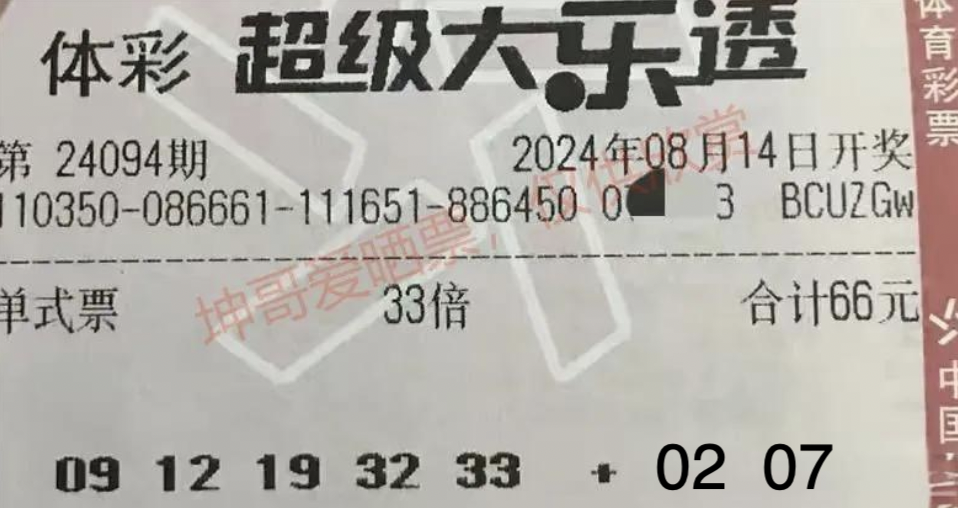 体彩 超级大乐透
第 24094期 2024年08月14日开奖
110350-086661-111651-886450 0 3 BCUZGw
单式票 33倍 合计66元
09 12 19 32 33 + 02 07
坤哥爱晒票，仅供欣赏
体育彩票
中国